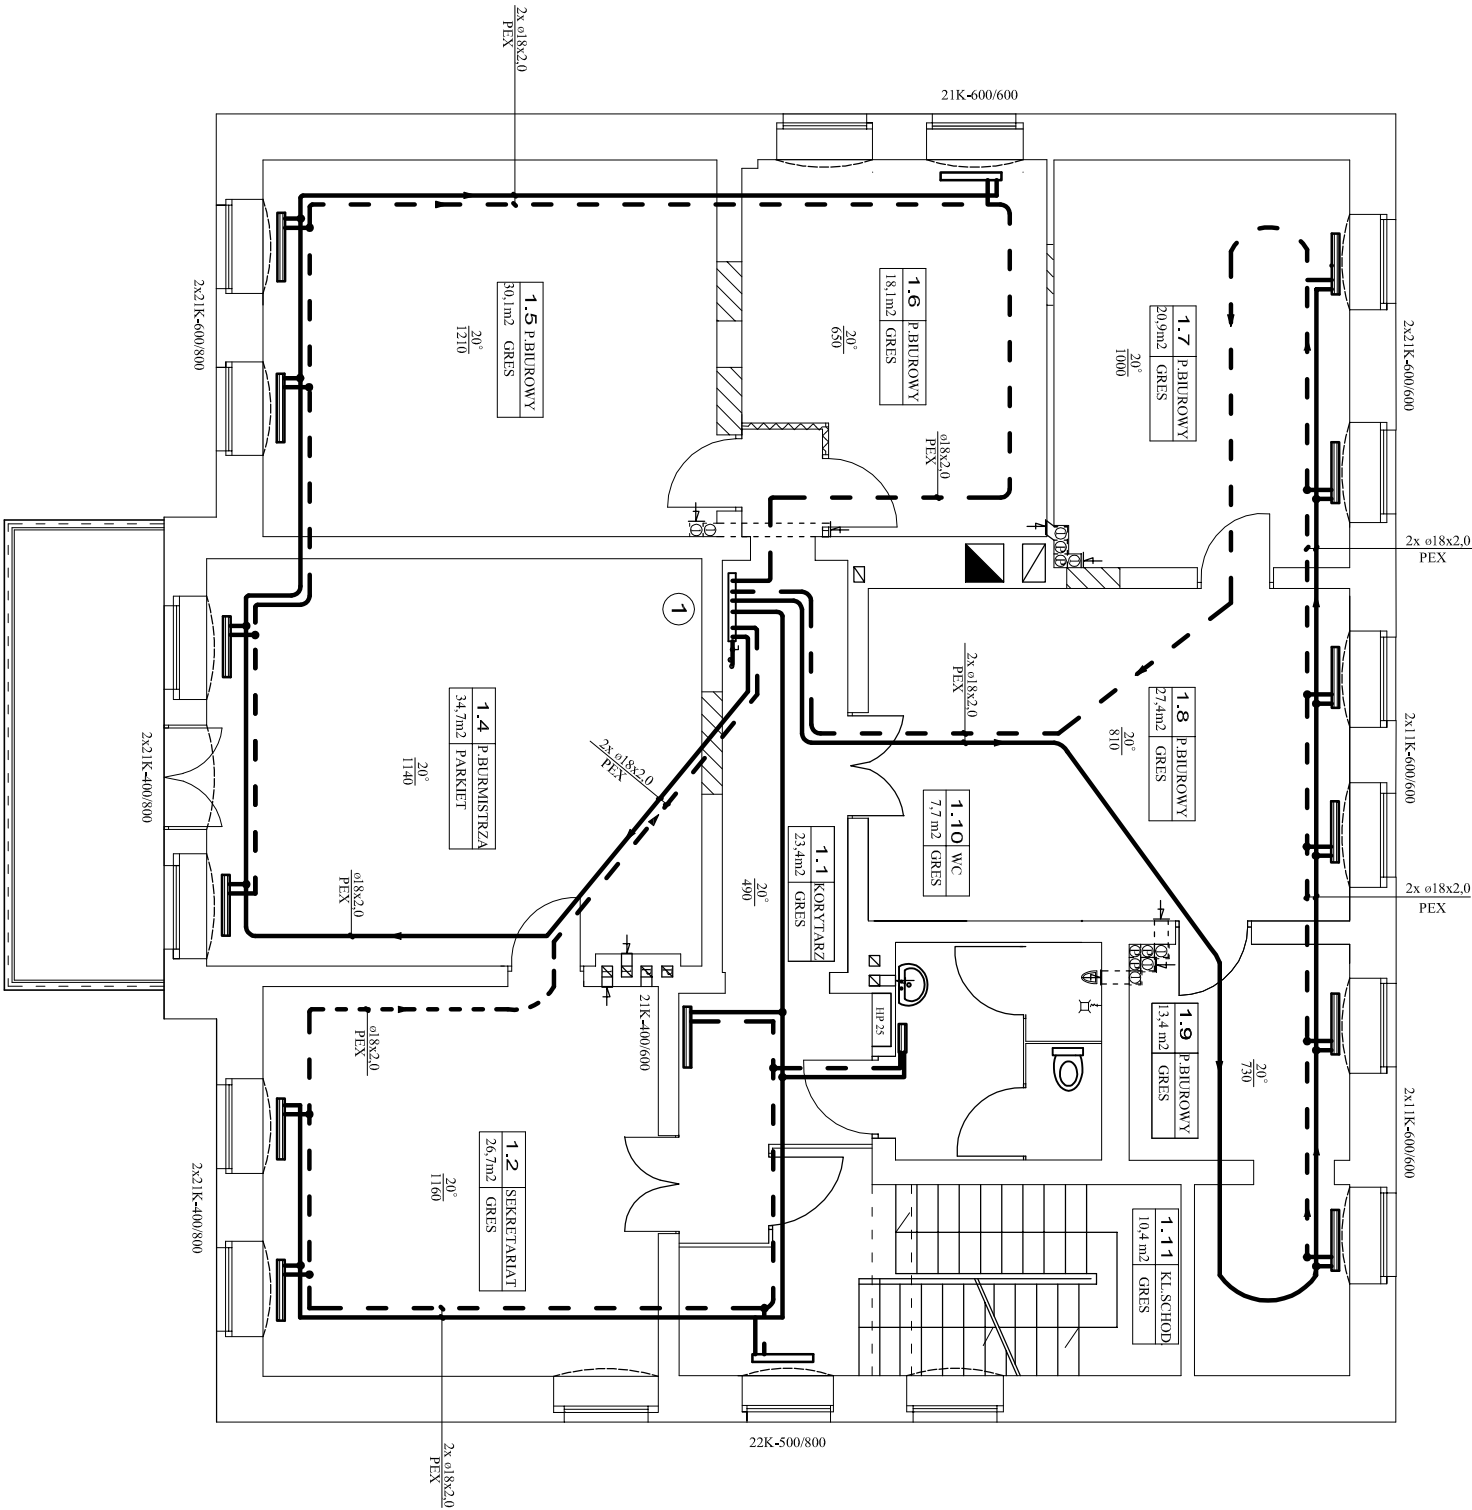 2x ø18x2,0
PEX
21K-600/600
2x21K-600/800
1.5 P.BIUROWY
30,1m2 GRES
20°
1210
1.6 P.BIUROWY
18,1m2 GRES
20°
650
1.7 P.BIUROWY
20,9m2 GRES
20°
1000
2x21K-600/600
ø18x2,0
PEX
2x ø18x2,0
PEX
1
2x ø18x2,0
PEX
1.8 P.BIUROWY
27,4m2 GRES
20°
810
2x11K-600/600
1.4 P.BURMISTRZA
34,7m2 PARKIET
20°
1140
2x21K-400/800
2x ø18x2,0
PEX
1.10 WC
7,7 m2 GRES
1.1 KORYTARZ
23,4m2 GRES
20°
490
ø18x2,0
PEX
2x ø18x2,0
PEX
21K-400/600
HP 25
1.9 P.BIUROWY
13,4 m2 GRES
20°
730
ø18x2,0
PEX
2x11K-600/600
1.2 SEKRETARIAT
26,7m2 GRES
20°
1160
2x21K-400/800
1.11 KL.SCHOD
10,4 m2 GRES
22K-500/800
2x ø18x2,0
PEX